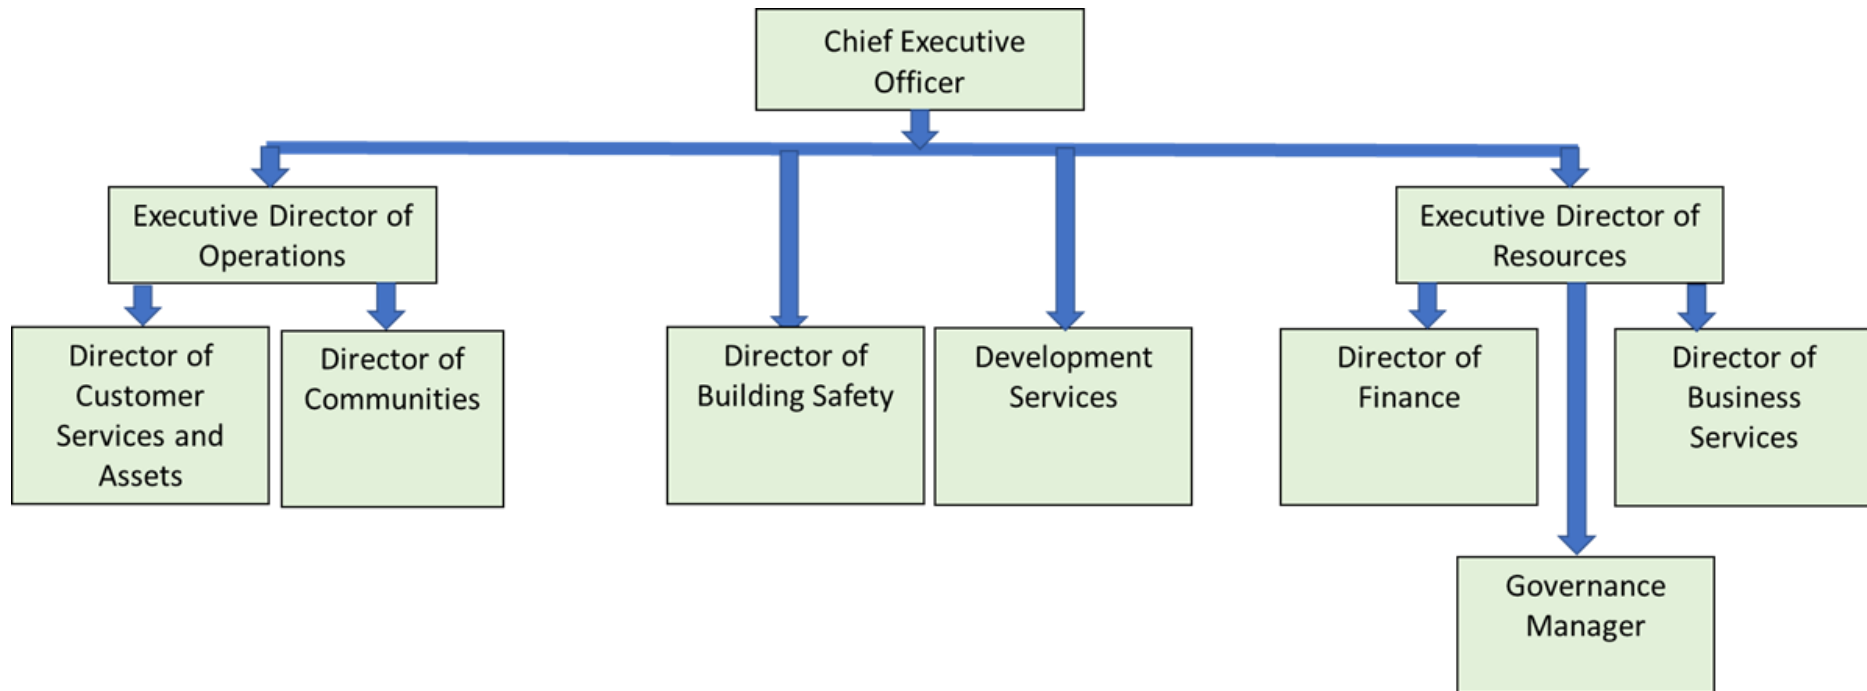 Chief Executive
Officer
Executive Director of
Operations
Executive Director of
Resources
Director of
Customer
Services and
Assets
Director of
Communities
Director of
Building Safety
Development
Services
Director of
Finance
Director of
Business
Services
Governance
Manager